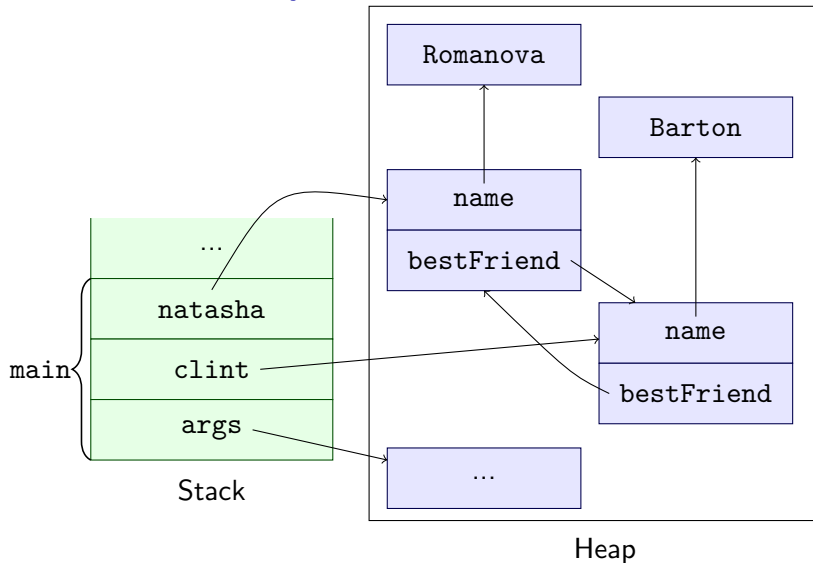 Romanova
Barton
name
bestFriend
...
natasha
name
main
clint
bestFriend
args
...
Stack
Heap